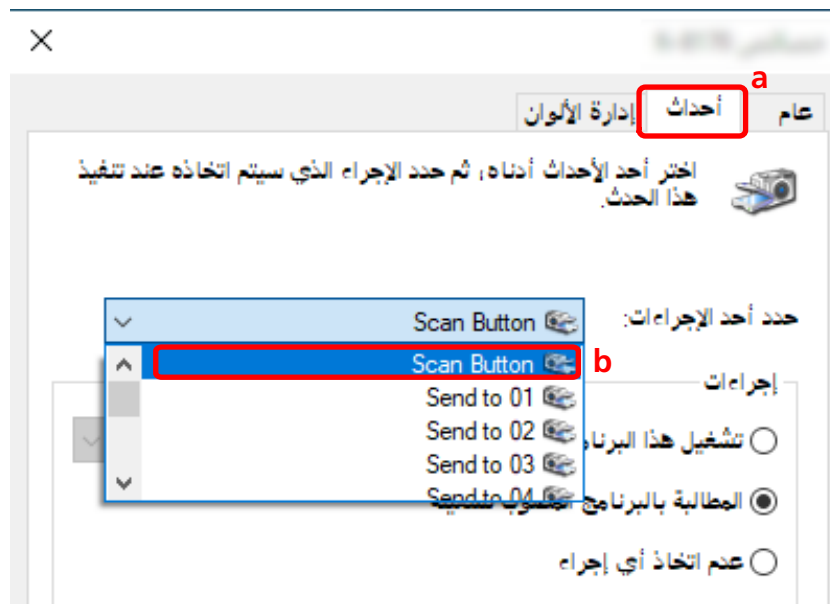 a
عام
أحداث
إدارة الألوان
اختر أحد الأحداث أدناه، ثم حدد الإجراء الذي سيتم اتخاذه عند تنفيذ
هذا الحدث.
حدد أحد الإجراءات:
Scan Button
Scan Button
b
Send to 01
Send to 02
Send to 03
Send to 04
إجراءات
تشغيل هذا
المطالبة بالبرنامج
عدم اتخاذ أي إجراء